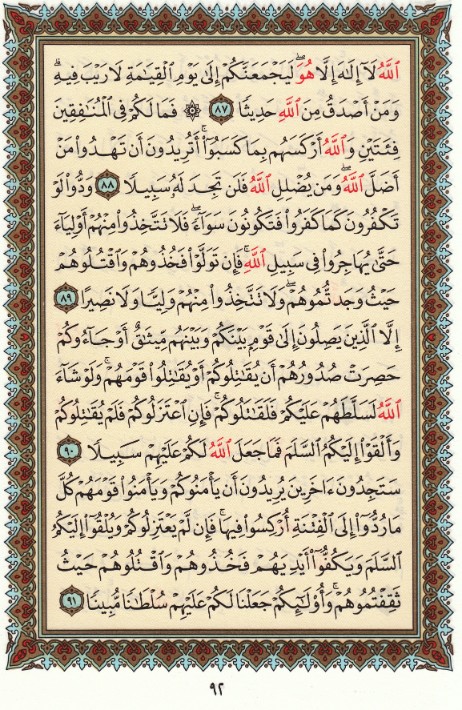 ٱللَّهُ لَآ إِلَـٰهَ إِلَّا هُوَۚ لَيَجْمَعَنَّكُمْ إِلَىٰ يَوْمِ ٱلْقِيَـٰمَةِ لَا رَيْبَ فِيهِۗ
وَمَنْ أَصْدَقُ مِنَ ٱللَّهِ حَدِيثًا ٨٧ ۞ فَمَا لَكُمْ فِى ٱلْمُنَـٰفِقِينَ
فِئَتَيْنِ وَٱللَّهُ أَرْكَسَهُم بِمَا كَسَبُوٓا۟ۚ أَتُرِيدُونَ أَن تَهْدُوا۟ مَنْ
أَضَلَّ ٱللَّهُۖ وَمَن يُضْلِلِ ٱللَّهُ فَلَن تَجِدَ لَهُۥ سَبِيلًا ٨٨ وَدُّوا۟ لَوْ
تَكْفُرُونَ كَمَا كَفَرُوا۟ فَتَكُونُونَ سَوَآءًۖ فَلَا تَتَّخِذُوا۟ مِنْهُمْ أَوْلِيَآءَ
حَتَّىٰ يُهَاجِرُوا۟ فِى سَبِيلِ ٱللَّهِۚ فَإِن تَوَلَّوْا۟ فَخُذُوهُمْ وَٱقْتُلُوهُمْ
حَيْثُ وَجَدتُّمُوهُمْۖ وَلَا تَتَّخِذُوا۟ مِنْهُمْ وَلِيًّا وَلَا نَصِيرًا ٨٩
إِلَّا ٱلَّذِينَ يَصِلُونَ إِلَىٰ قَوْمٍۭ بَيْنَكُمْ وَبَيْنَهُم مِّيثَـٰقٌ أَوْ جَآءُوكُمْ
حَصِرَتْ صُدُورُهُمْ أَن يُقَـٰتِلُوكُمْ أَوْ يُقَـٰتِلُوا۟ قَوْمَهُمْۚ وَلَوْ شَآءَ
ٱللَّهُ لَسَلَّطَهُمْ عَلَيْكُمْ فَلَقَـٰتَلُوكُمْۚ فَإِنِ ٱعْتَزَلُوكُمْ فَلَمْ يُقَـٰتِلُوكُمْ
وَأَلْقَوْا۟ إِلَيْكُمُ ٱلسَّلَمَ فَمَا جَعَلَ ٱللَّهُ لَكُمْ عَلَيْهِمْ سَبِيلًا ٩٠
سَتَجِدُونَ ءَاخَرِينَ يُرِيدُونَ أَن يَأْمَنُوكُمْ وَيَأْمَنُوا۟ قَوْمَهُمْ كُلَّ
مَا رُدُّوٓا۟ إِلَى ٱلْفِتْنَةِ أُرْكِسُوا۟ فِيهَاۚ فَإِن لَّمْ يَعْتَزِلُوكُمْ وَيُلْقُوٓا۟ إِلَيْكُمُ
ٱلسَّلَمَ وَيَكُفُّوٓا۟ أَيْدِيَهُمْ فَخُذُوهُمْ وَٱقْتُلُوهُمْ حَيْثُ
ثَقِفْتُمُوهُمْۚ وَأُو۟لَـٰٓئِكُمْ جَعَلْنَا لَكُمْ عَلَيْهِمْ سُلْطَـٰنًا مُّبِينًا ٩١
٩٢